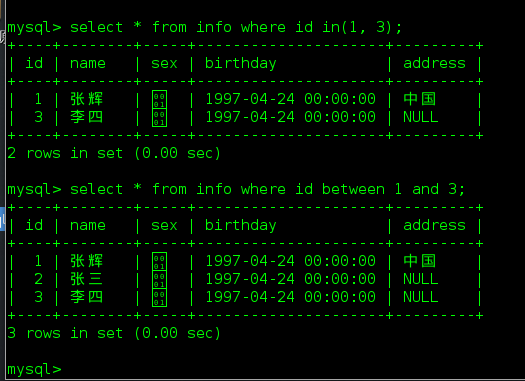 mysql> select * from info where id in(1, 3);
+----+--------+-----+---------------------+---------+
| id | name   | sex | birthday            | address |
+----+--------+-----+---------------------+---------+
|  1 | 张辉   |     | 1997-04-24 00:00:00 | 中国    |
|  3 | 李四   |     | 1997-04-24 00:00:00 | NULL    |
+----+--------+-----+---------------------+---------+
2 rows in set (0.00 sec)
mysql> select * from info where id between 1 and 3;
+----+--------+-----+---------------------+---------+
| id | name   | sex | birthday            | address |
+----+--------+-----+---------------------+---------+
|  1 | 张辉   |     | 1997-04-24 00:00:00 | 中国    |
|  2 | 张三   |     | 1997-04-24 00:00:00 | NULL    |
|  3 | 李四   |     | 1997-04-24 00:00:00 | NULL    |
+----+--------+-----+---------------------+---------+
3 rows in set (0.00 sec)
mysql>